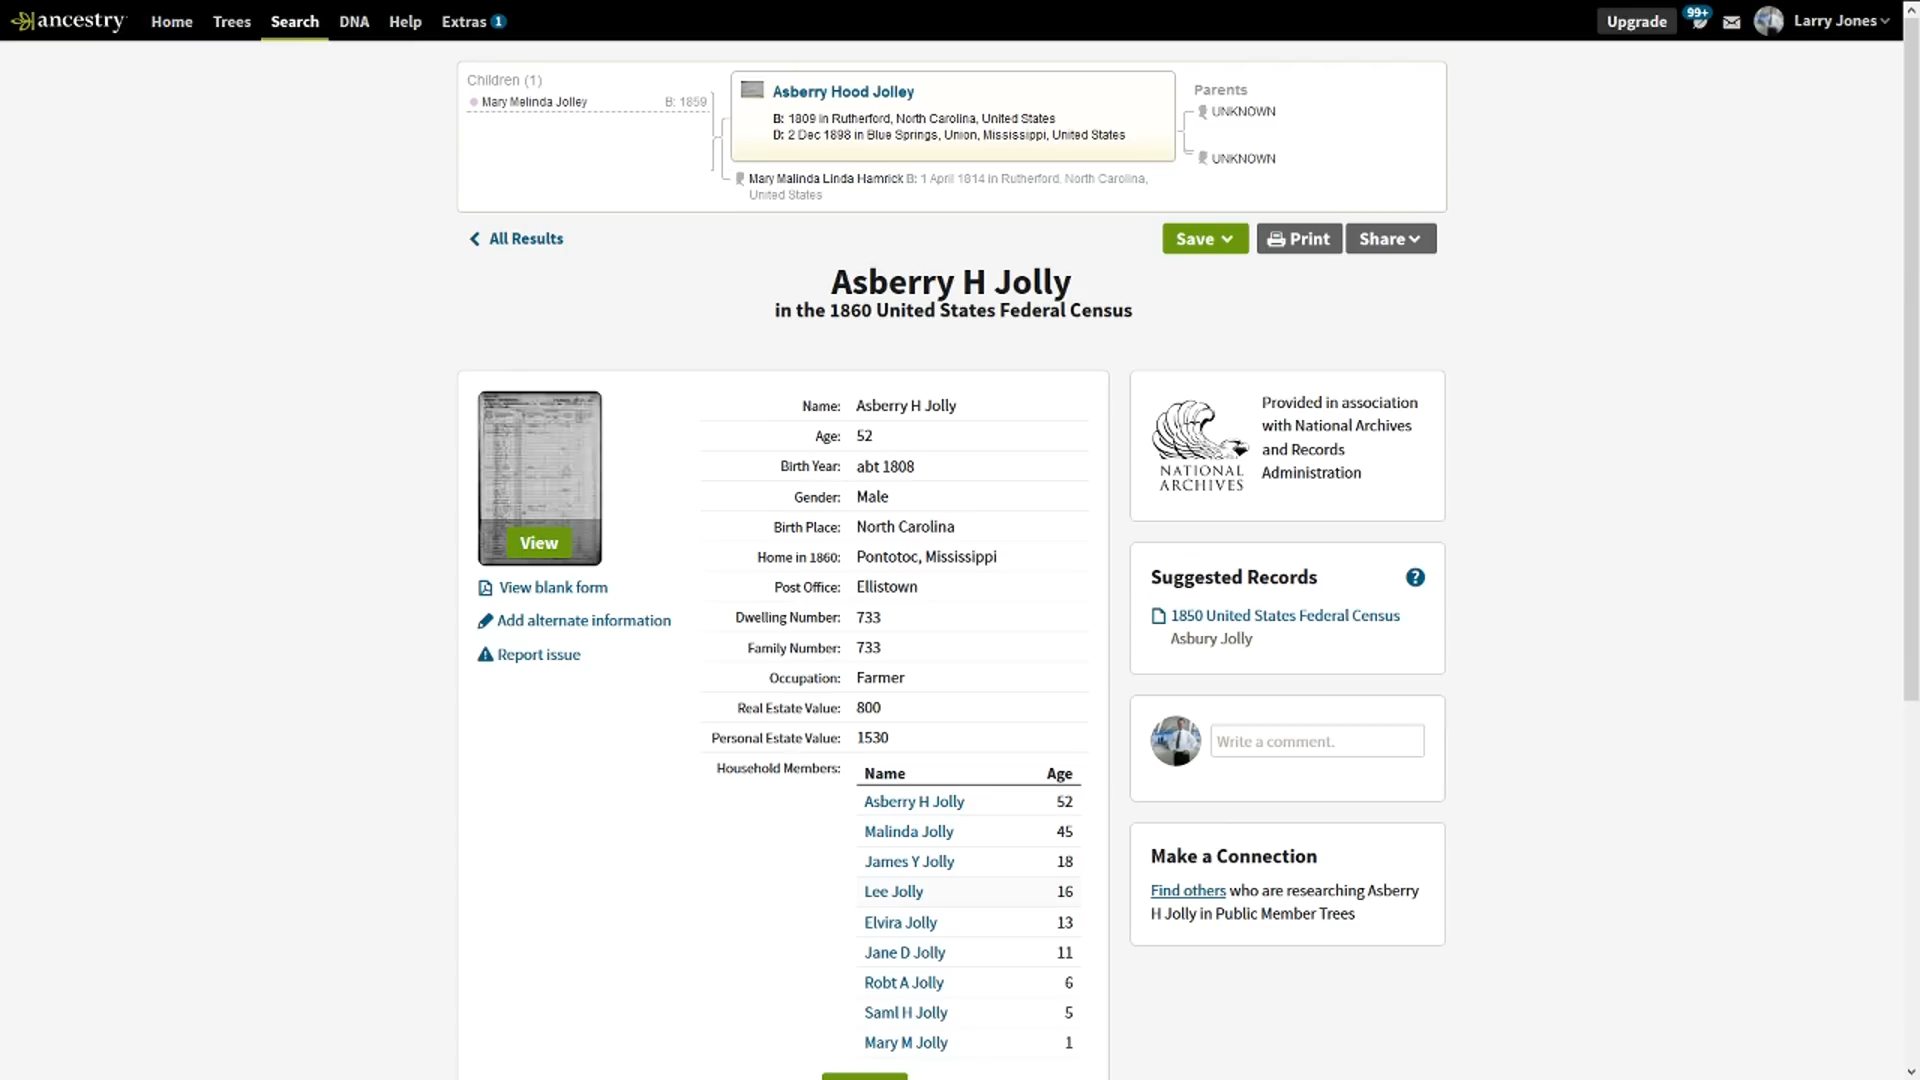 ancestry Home Trees Search DNA Help Extras 1 Upgrade 99+ Larry Jones
Children (1)
Mary Melinda Jolley B: 1859
Asberry Hood Jolley
B: 1809 in Rutherford, North Carolina, United States
D: 2 Dec 1898 in Blue Springs, Union, Mississippi, United States
Mary Malinda Linda Hamrick B: 1 April 1814 in Rutherford, North Carolina,
United States
Parents
UNKNOWN
UNKNOWN
All Results
Save Print Share
Asberry H Jolly
in the 1860 United States Federal Census
View
View blank form
Add alternate information
Report issue
Name: Asberry H Jolly
Age: 52
Birth Year: abt 1808
Gender: Male
Birth Place: North Carolina
Home in 1860: Pontotoc, Mississippi
Post Office: Ellistown
Dwelling Number: 733
Family Number: 733
Occupation: Farmer
Real Estate Value: 800
Personal Estate Value: 1530
Household Members: Name Age
Asberry H Jolly 52
Malinda Jolly 45
James Y Jolly 18
Lee Jolly 16
Elvira Jolly 13
Jane D Jolly 11
Robt A Jolly 6
Saml H Jolly 5
Mary M Jolly 1
NATIONAL
ARCHIVES
Provided in association
with National Archives
and Records
Administration
Suggested Records ?
1850 United States Federal Census
Asbury Jolly
Write a comment.
Make a Connection
Find others who are researching Asberry
H Jolly in Public Member Trees